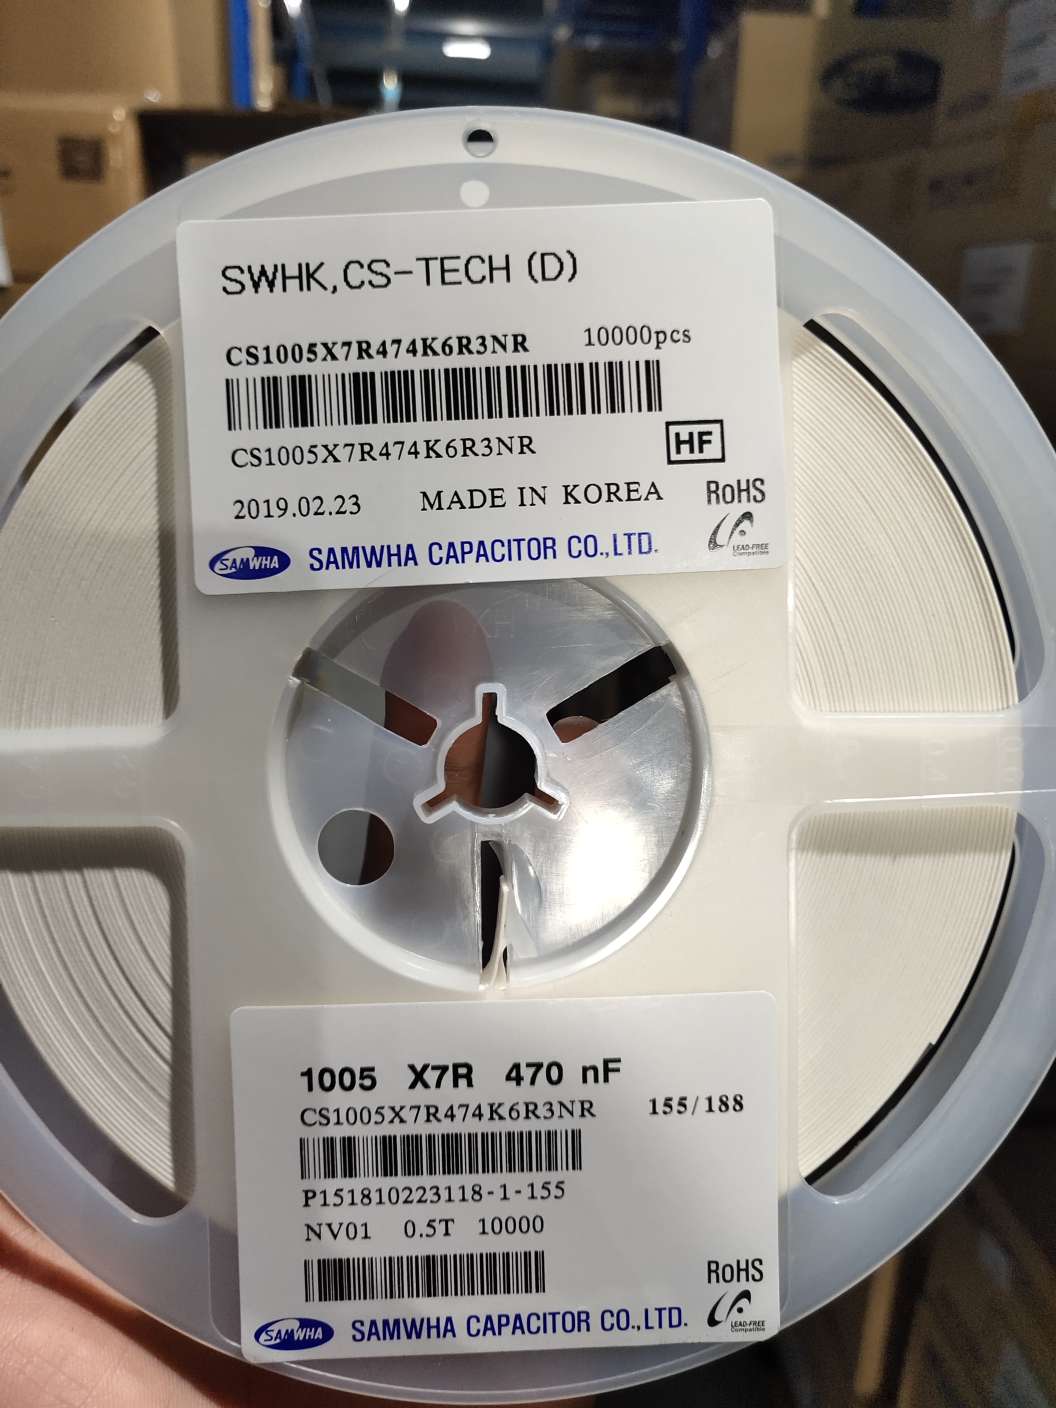 SWHK,CS-TECH (D)
CS1005X7R474K6R3NR 10000pcs
CS1005X7R474K6R3NR
HF
2019.02.23 MADE IN KOREA RoHS
SAMWHA SAMWHA CAPACITOR CO.,LTD.
LEAD-FREE
Compatible
1005 X7R 470 nF
CS1005X7R474K6R3NR 155/188
P151810223118-1-155
NV01 0.5T 10000
RoHS
SAMWHA SAMWHA CAPACITOR CO.,LTD.
LEAD-FREE
Compatible